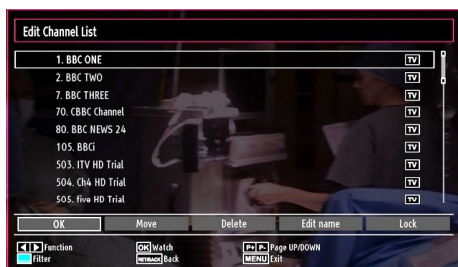 Edit Channel List
1. BBC ONE TV
2. BBC TWO TV
7. BBC THREE TV
70. CBBC Channel TV
80. BBC NEWS 24 TV
105. BBCi TV
503. ITV HD Trial TV
504. Ch4 HD Trial TV
505. five HD Trial TV
OK Move Delete Edit name Lock
Function OK Watch P+ P- Page UP/DOWN
Filter RET/BACK Back MENU Exit